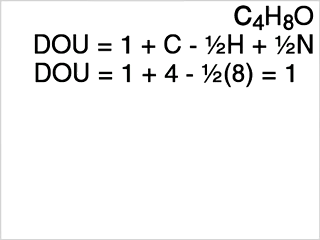 C₄H₈O
DOU = 1 + C - ½H + ½N
DOU = 1 + 4 - ½(8) = 1